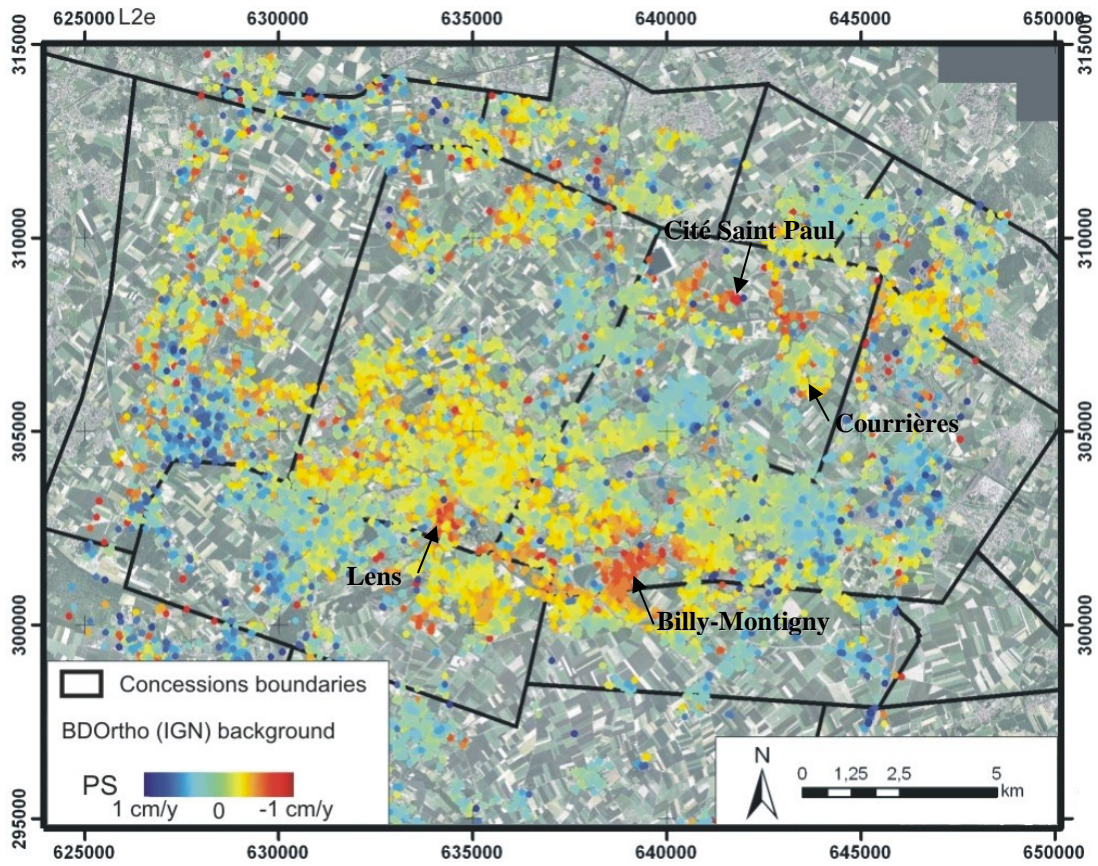 L2e
625000 630000 635000 640000 645000 650000
315000 315000
310000 310000
Cité Saint Paul
305000 305000
Courrières
Lens
300000 300000
Billy-Montigny
Concessions boundaries
BDOrtho (IGN) background
PS
1 cm/y 0 -1 cm/y
N
0 1,25 2,5 5
km
295000 295000
625000 630000 635000 640000 645000 650000